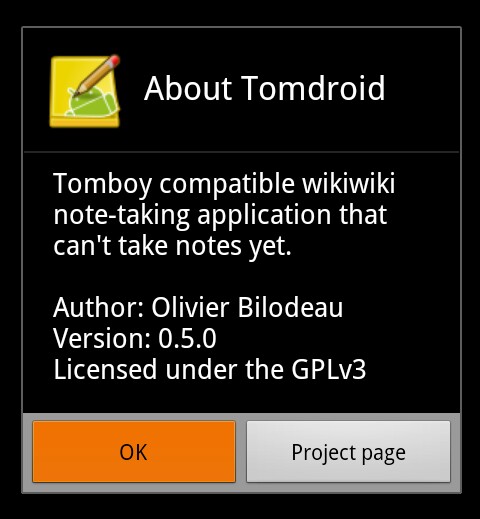 About Tomdroid
Tomboy compatible wikiwiki
note-taking application that
can't take notes yet.
Author: Olivier Bilodeau
Version: 0.5.0
Licensed under the GPLv3
OK
Project page